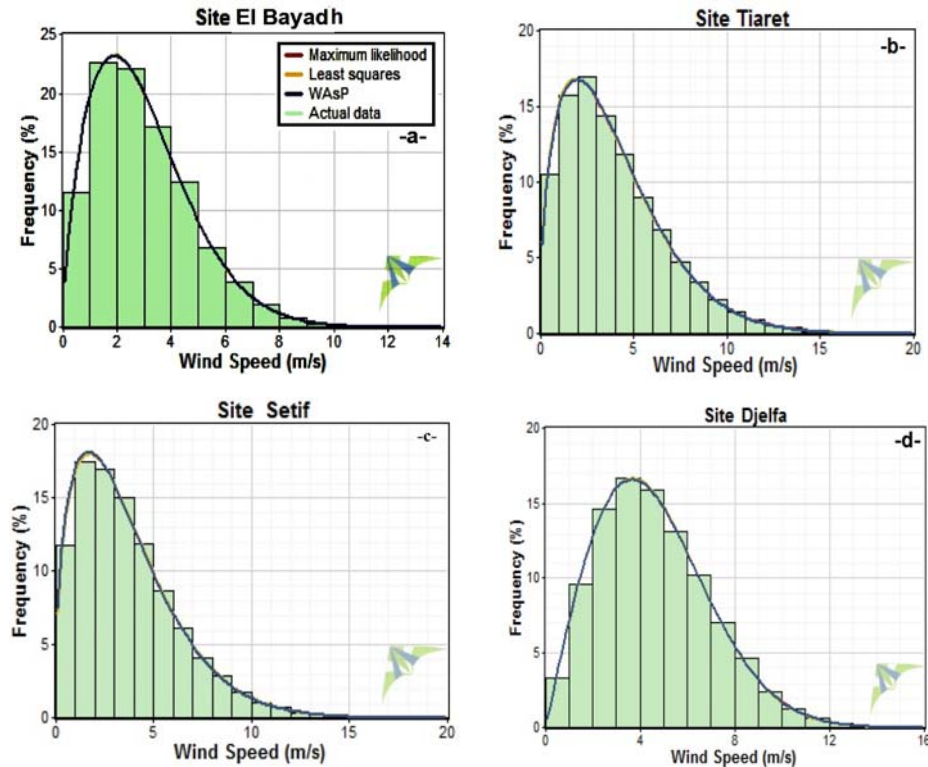 Site El Bayadh
Maximum likelihood
Least squares
WAsP
Actual data
-a-
Frequency (%)
25
20
15
10
5
0
0 2 4 6 8 10 12 14
Wind Speed (m/s)
Site Tiaret
-b-
Frequency (%)
20
15
10
5
0
0 5 10 15 20
Wind Speed (m/s)
Site Setif
-c-
Frequency (%)
20
15
10
5
0
0 5 10 15 20
Wind Speed (m/s)
Site Djelfa
-d-
Frequency (%)
20
15
10
5
0
0 4 8 12 16
Wind Speed (m/s)